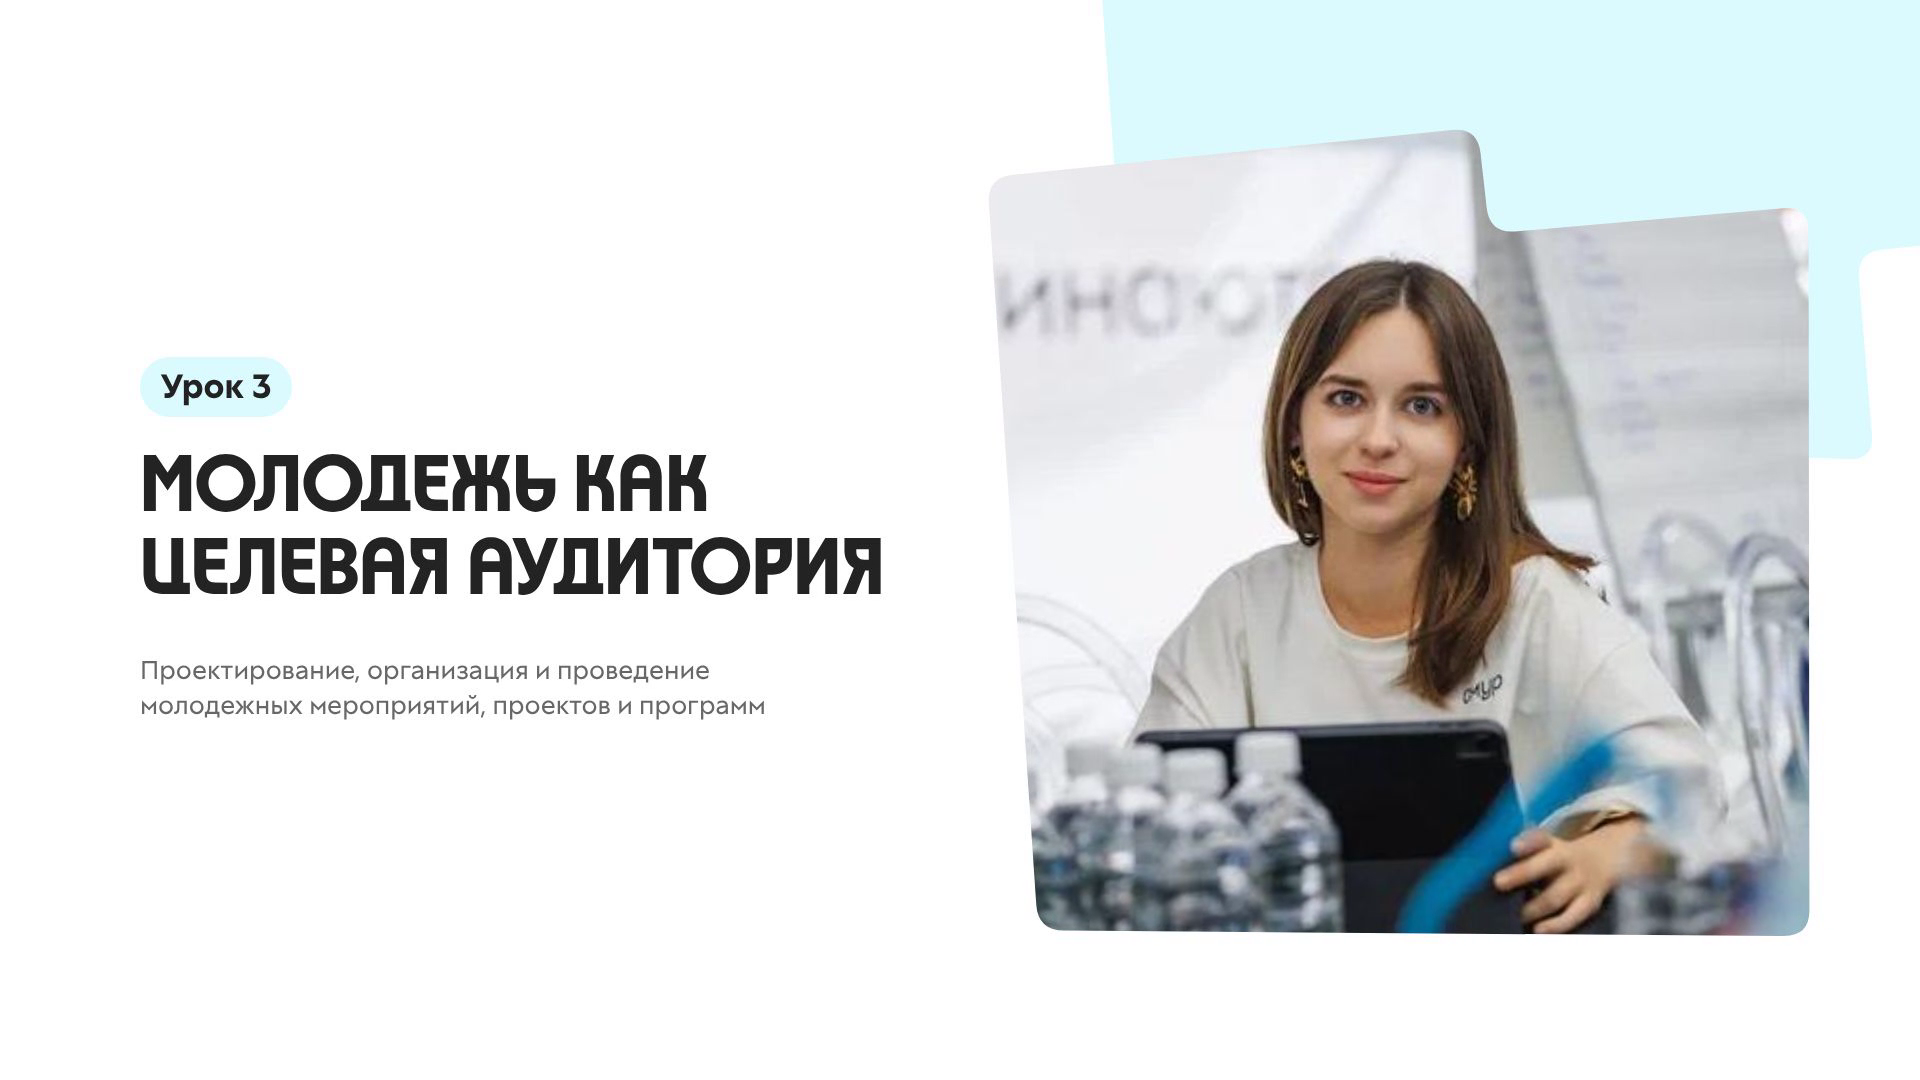 Урок 3
МОЛОДЕЖЬ КАК
ЦЕЛЕВАЯ АУДИТОРИЯ
Проектирование, организация и проведение
молодежных мероприятий, проектов и программ